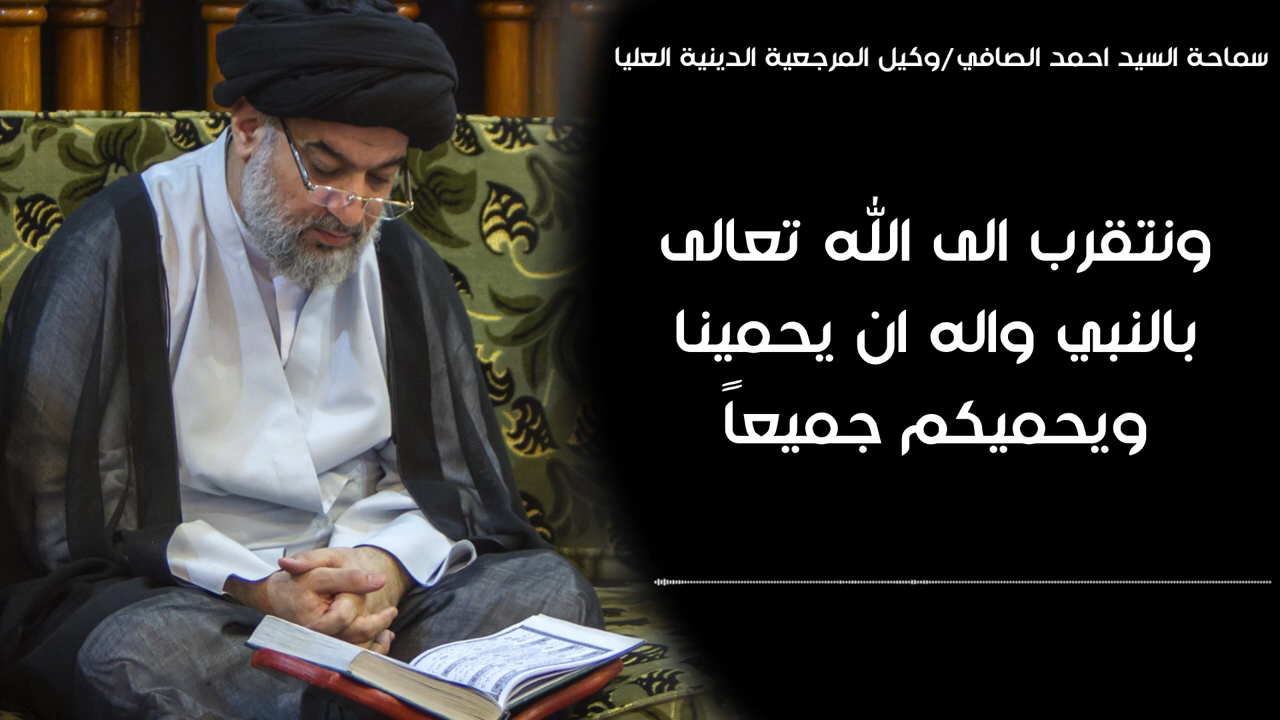 سماحة السيد احمد الصافي/وكيل المرجعية الدينية العليا
ونتقرب الى الله تعالى
بالنبي واله ان يحمينا
ويحميكم جميعاً